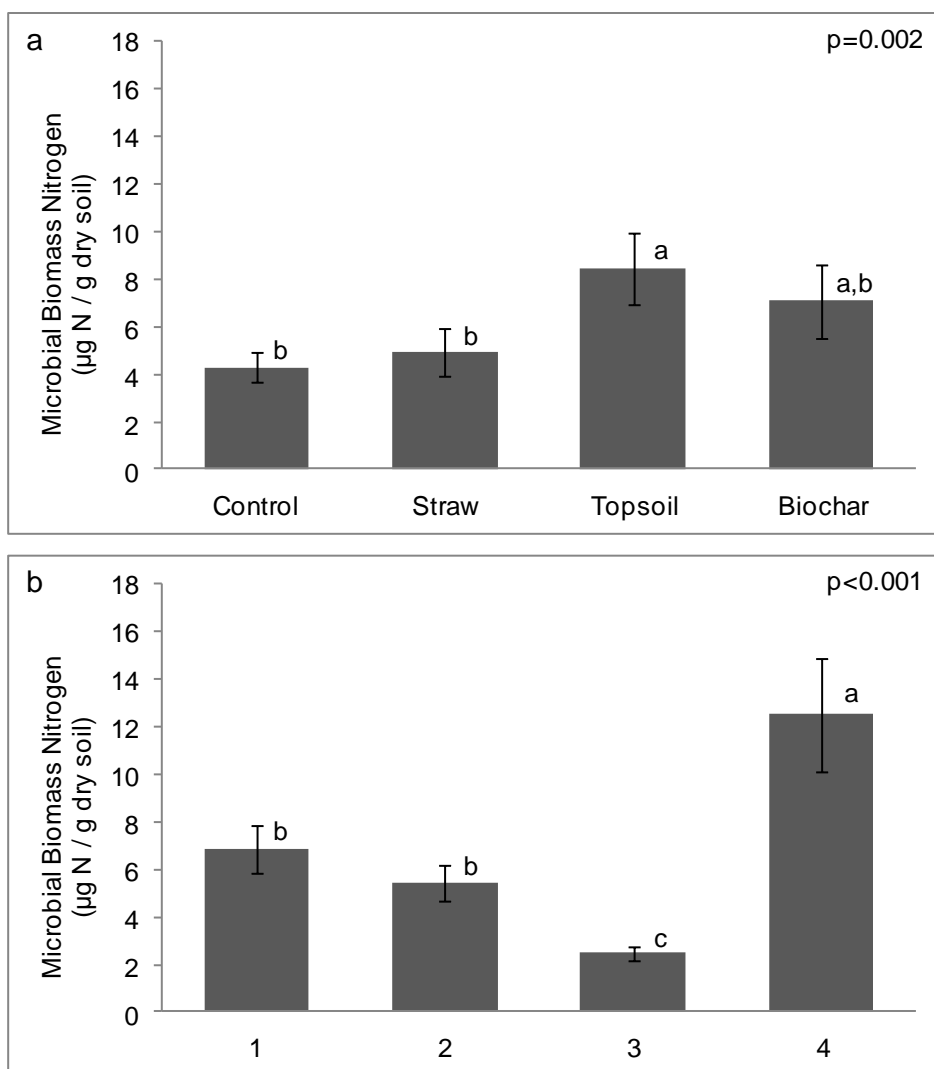 a
p=0.002
Microbial Biomass Nitrogen
(µg N / g dry soil)
18
16
14
12
10
8
6
4
2
0
b
b
a
a,b
Control Straw Topsoil Biochar
b
p<0.001
Microbial Biomass Nitrogen
(µg N / g dry soil)
18
16
14
12
10
8
6
4
2
0
b
b
c
a
1 2 3 4